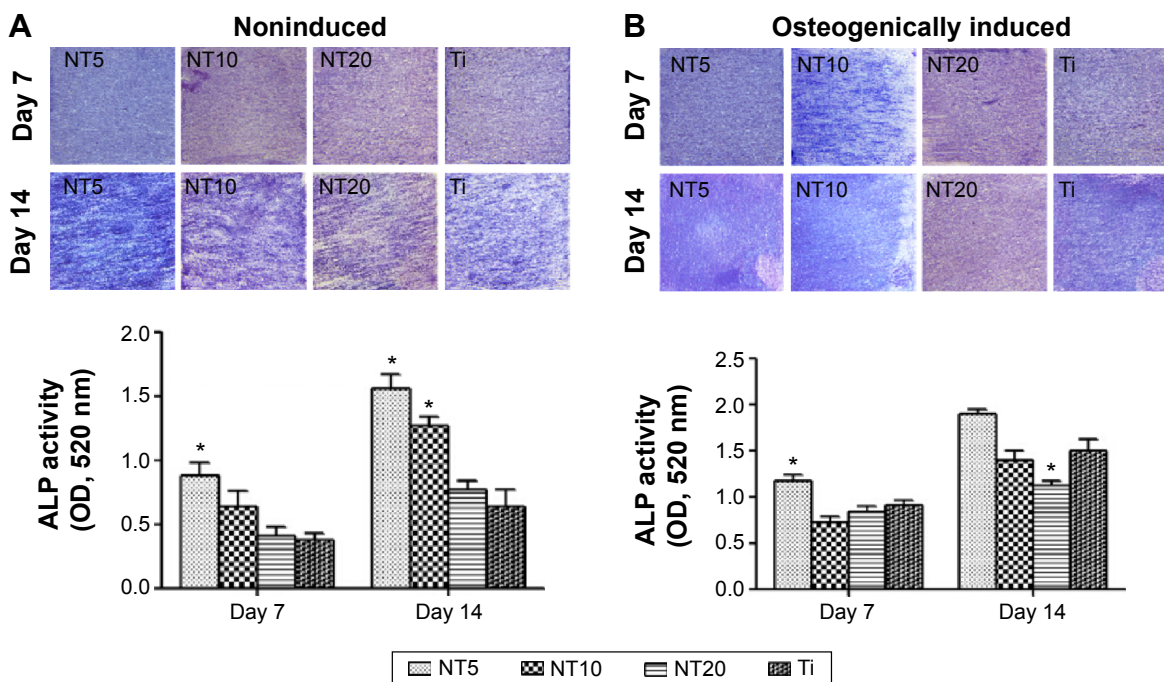 A Noninduced
Day 7
NT5 NT10 NT20 Ti
Day 14
NT5 NT10 NT20 Ti
ALP activity
(OD, 520 nm)
2.0
1.5
1.0
0.5
0.0
* * *
Day 7 Day 14
B Osteogenically induced
Day 7
NT5 NT10 NT20 Ti
Day 14
NT5 NT10 NT20 Ti
ALP activity
(OD, 520 nm)
2.5
2.0
1.5
1.0
0.5
0.0
* *
Day 7 Day 14
NT5 NT10 NT20 Ti